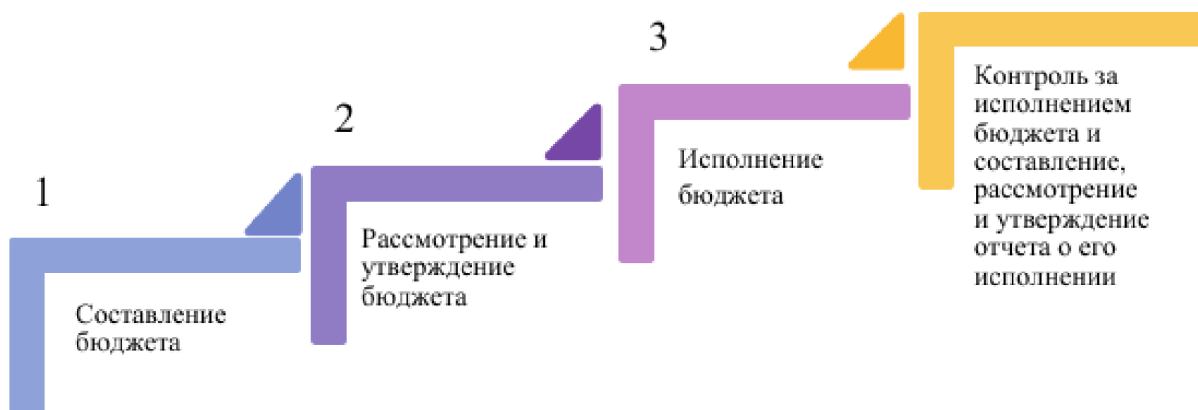 1
Составление
бюджета
2
Рассмотрение и
утверждение
бюджета
3
Исполнение
бюджета
Контроль за
исполнением
бюджета и
составление,
рассмотрение
и утверждение
отчета о его
исполнении